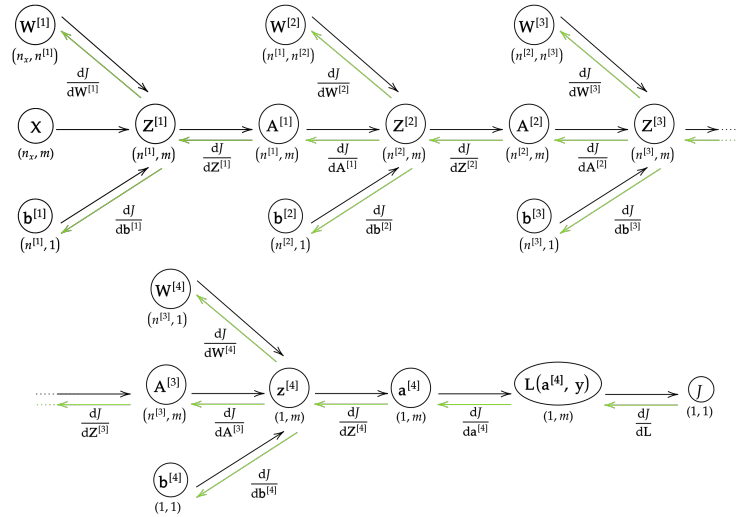 W^[1] W^[2] W^[3]
(n_x, n^[1]) (n^[1], n^[2]) (n^[2], n^[3])
dJ/dW^[1] dJ/dW^[2] dJ/dW^[3]
X Z^[1] A^[1] Z^[2] A^[2] Z^[3]
(n_x, m) (n^[1], m) dJ/dZ^[1] (n^[1], m) dJ/dA^[1] (n^[2], m) dJ/dZ^[2] (n^[2], m) dJ/dA^[2] (n^[3], m)
b^[1] dJ/db^[1] b^[2] dJ/db^[2] b^[3] dJ/db^[3]
(n^[1], 1) (n^[2], 1) (n^[3], 1)
W^[4]
(n^[3], 1)
dJ/dW^[4]
A^[3] z^[4] a^[4] L(a^[4], y) J
dJ/dZ^[3] (n^[3], m) dJ/dA^[3] (1, m) dJ/dZ^[4] (1, m) dJ/da^[4] (1, m) dJ/dL (1, 1)
b^[4] dJ/db^[4]
(1, 1)